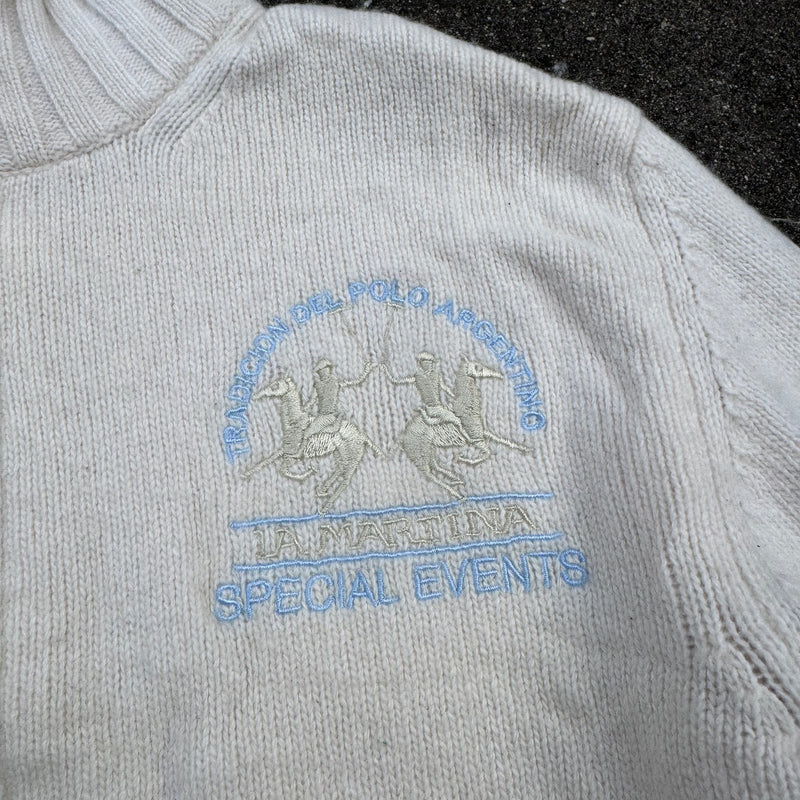 TRADICION DEL POLO ARGENTINO
LA MARTINA
SPECIAL EVENTS